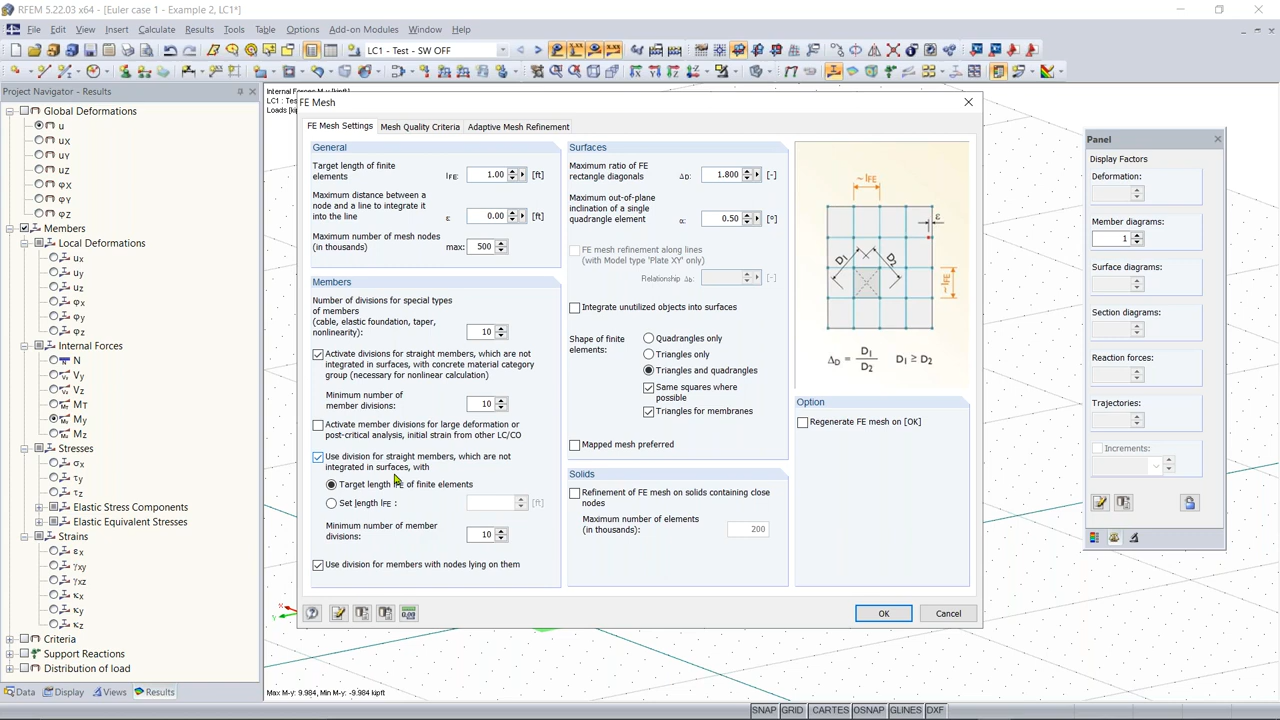 RFEM 5.22.03 x64 - [Euler case 1 - Example 2, LC1*]
File Edit View Insert Calculate Results Tools Table Options Add-on Modules Window Help
LC1 - Test - SW OFF
Project Navigator - Results
Global Deformations
u
uX
uY
uZ
φX
φY
φZ
Members
Local Deformations
ux
uy
uz
φx
φy
φz
Internal Forces
N
Vy
Vz
MT
My
Mz
Stresses
σx
τy
τz
Elastic Stress Components
Elastic Equivalent Stresses
Strains
εx
γxy
γxz
κx
κy
κz
Criteria
Support Reactions
Distribution of load
Data Display Views Results
Internal Forces M-y [kipft]
LC1 : Tes
Loads [ki
FE Mesh
FE Mesh Settings Mesh Quality Criteria Adaptive Mesh Refinement
General
Target length of finite
elements
lFE: 1.00 [ft]
Maximum distance between a
node and a line to integrate it
into the line
ε 0.00 [ft]
Maximum number of mesh nodes
(in thousands)
max: 500
Members
Number of divisions for special types
of members
(cable, elastic foundation, taper,
nonlinearity):
10
Activate divisions for straight members, which are not
integrated in surfaces, with concrete material category
group (necessary for nonlinear calculation)
Minimum number of
member divisions:
10
Activate member divisions for large deformation or
post-critical analysis, initial strain from other LC/CO
Use division for straight members, which are not
integrated in surfaces, with
Target length lFE of finite elements
Set length lFE :
[ft]
Minimum number of member
divisions:
10
Use division for members with nodes lying on them
Surfaces
Maximum ratio of FE
rectangle diagonals
ΔD: 1.800 [-]
Maximum out-of-plane
inclination of a single
quadrangle element
α: 0.50 [°]
FE mesh refinement along lines
(with Model type 'Plate XY' only)
Relationship Δb: [-]
Integrate unutilized objects into surfaces
Shape of finite
elements:
Quadrangles only
Triangles only
Triangles and quadrangles
Same squares where
possible
Triangles for membranes
Mapped mesh preferred
Solids
Refinement of FE mesh on solids containing close
nodes
Maximum number of elements
(in thousands):
200
~ lFE
ε
D1
D2
~ lFE
ΔD = D1 / D2 D1 ≥ D2
Option
Regenerate FE mesh on [OK]
OK Cancel
0.00
Panel
Display Factors
Deformation:
Member diagrams:
1
Surface diagrams:
Section diagrams:
Reaction forces:
Trajectories:
Increments:
Max M-y: 9.984, Min M-y: -9.984 kipft
SNAP GRID CARTES OSNAP GLINES DXF